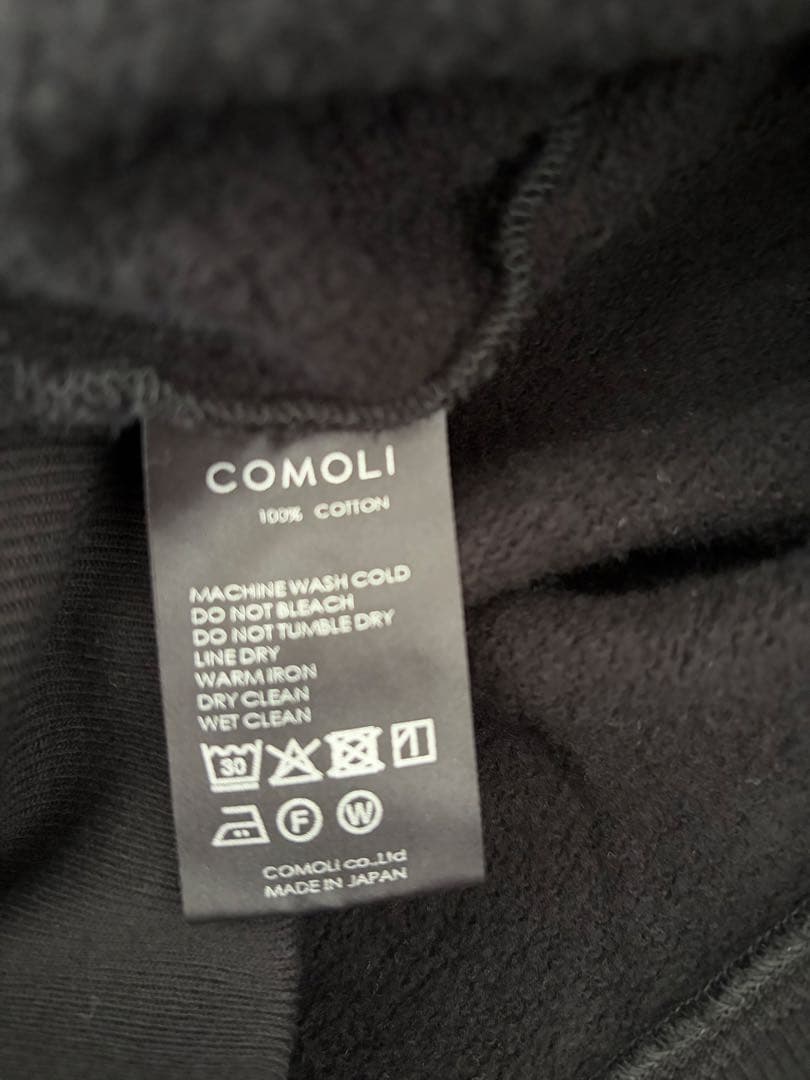 COMOLI
100% COTTON
MACHINE WASH COLD
DO NOT BLEACH
DO NOT TUMBLE DRY
LINE DRY
WARM IRON
DRY CLEAN
WET CLEAN
30
F W
COMOLI co.,Ltd
MADE IN JAPAN